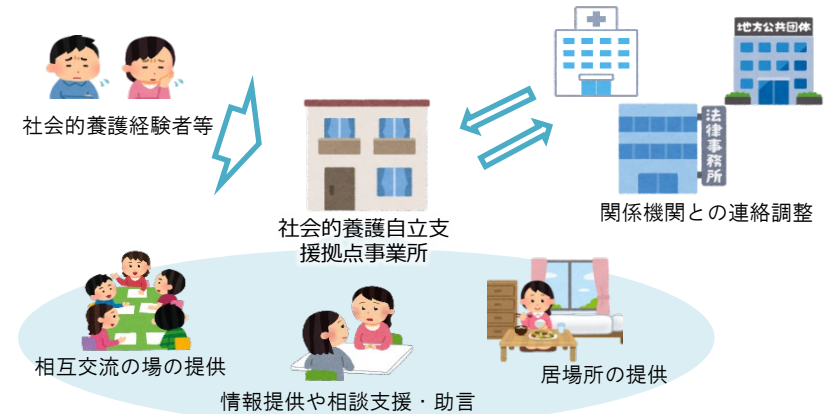 地方公共団体
法律事務所
社会的養護経験者等
関係機関との連絡調整
社会的養護自立支
援拠点事業所
相互交流の場の提供
情報提供や相談支援・助言
居場所の提供